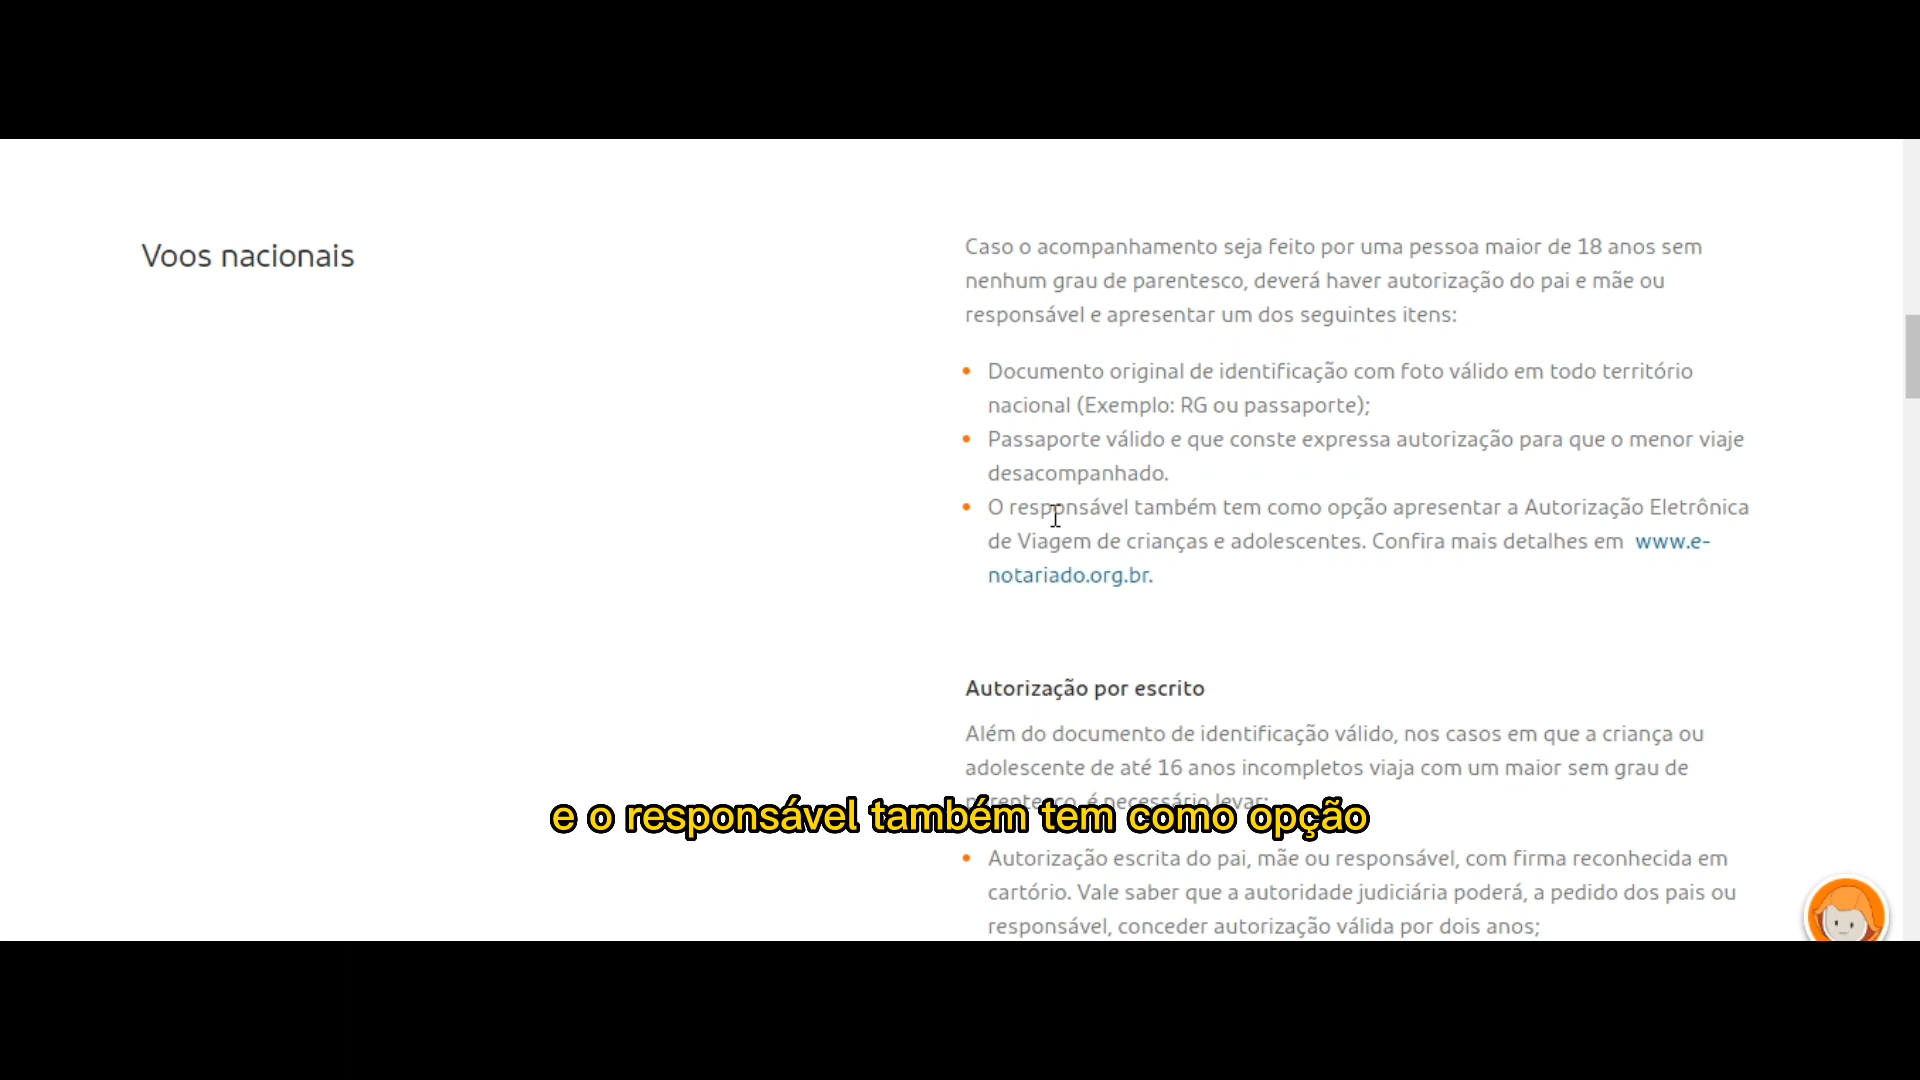 Voos nacionais
Caso o acompanhamento seja feito por uma pessoa maior de 18 anos sem
nenhum grau de parentesco, deverá haver autorização do pai e mãe ou
responsável e apresentar um dos seguintes itens:
Documento original de identificação com foto válido em todo território
nacional (Exemplo: RG ou passaporte);
Passaporte válido e que conste expressa autorização para que o menor viaje
desacompanhado.
O responsável também tem como opção apresentar a Autorização Eletrônica
de Viagem de crianças e adolescentes. Confira mais detalhes em www.e-
notariado.org.br.
Autorização por escrito
Além do documento de identificação válido, nos casos em que a criança ou
adolescente de até 16 anos incompletos viaja com um maior sem grau de
parentesco, é necessário levar:
e o responsável também tem como opção
Autorização escrita do pai, mãe ou responsável, com firma reconhecida em
cartório. Vale saber que a autoridade judiciária poderá, a pedido dos pais ou
responsável, conceder autorização válida por dois anos;